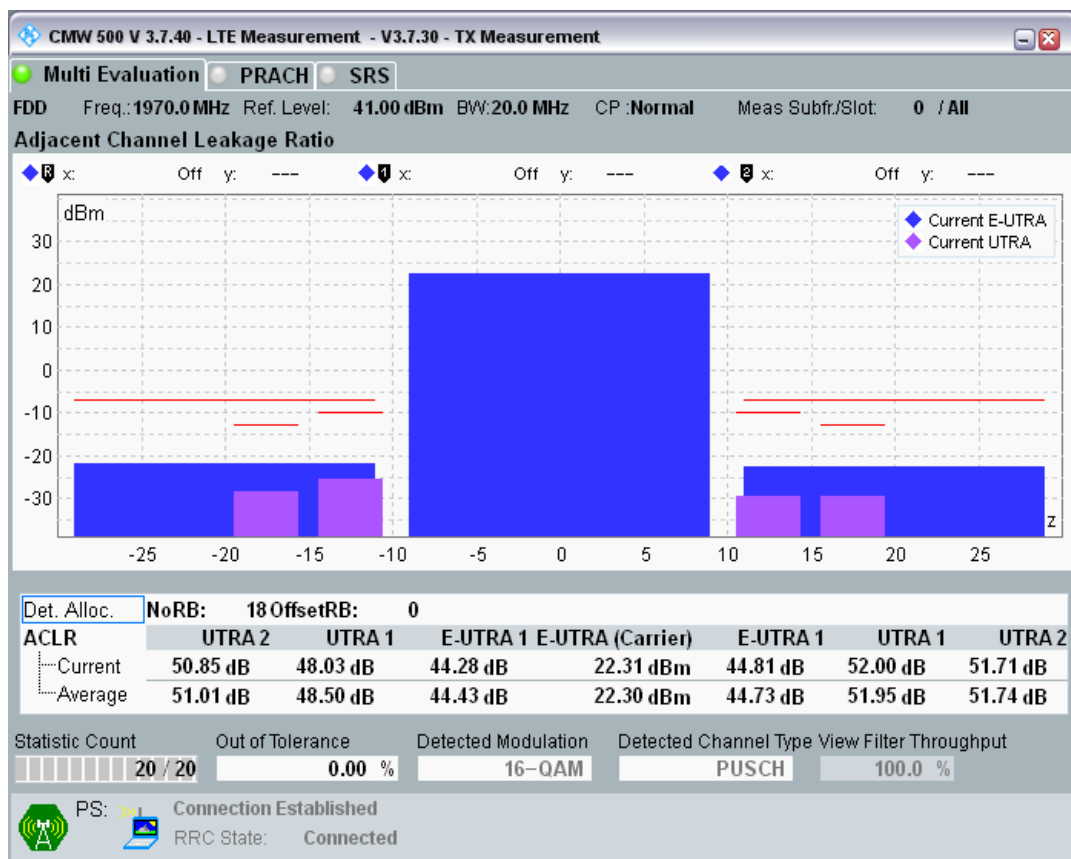 CMW 500 V 3.7.40 - LTE Measurement - V3.7.30 - TX Measurement
Multi Evaluation PRACH SRS
FDD Freq.:1970.0 MHz Ref. Level: 41.00 dBm BW:20.0 MHz CP :Normal Meas Subfr./Slot: 0 / All
Adjacent Channel Leakage Ratio
R x: Off y: --- 1 x: Off y: --- 2 x: Off y: ---
dBm
Current E-UTRA
Current UTRA
30
20
10
0
-10
-20
-30
z
-25 -20 -15 -10 -5 0 5 10 15 20 25
Det. Alloc. NoRB: 18 OffsetRB: 0
ACLR UTRA 2 UTRA 1 E-UTRA 1 E-UTRA (Carrier) E-UTRA 1 UTRA 1 UTRA 2
Current 50.85 dB 48.03 dB 44.28 dB 22.31 dBm 44.81 dB 52.00 dB 51.71 dB
Average 51.01 dB 48.50 dB 44.43 dB 22.30 dBm 44.73 dB 51.95 dB 51.74 dB
Statistic Count Out of Tolerance Detected Modulation Detected Channel Type View Filter Throughput
20 / 20 0.00 % 16-QAM PUSCH 100.0 %
PS: Connection Established
RRC State: Connected